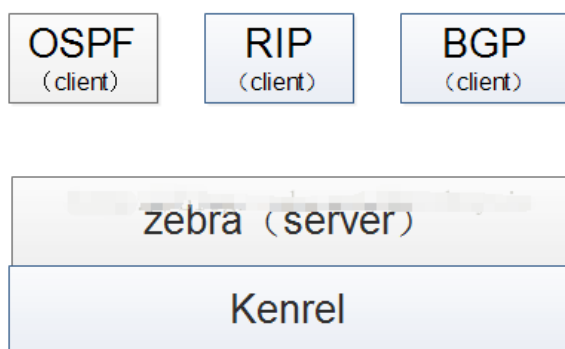 OSPF
（client）
RIP
（client）
BGP
（client）
zebra（server）
Kenrel